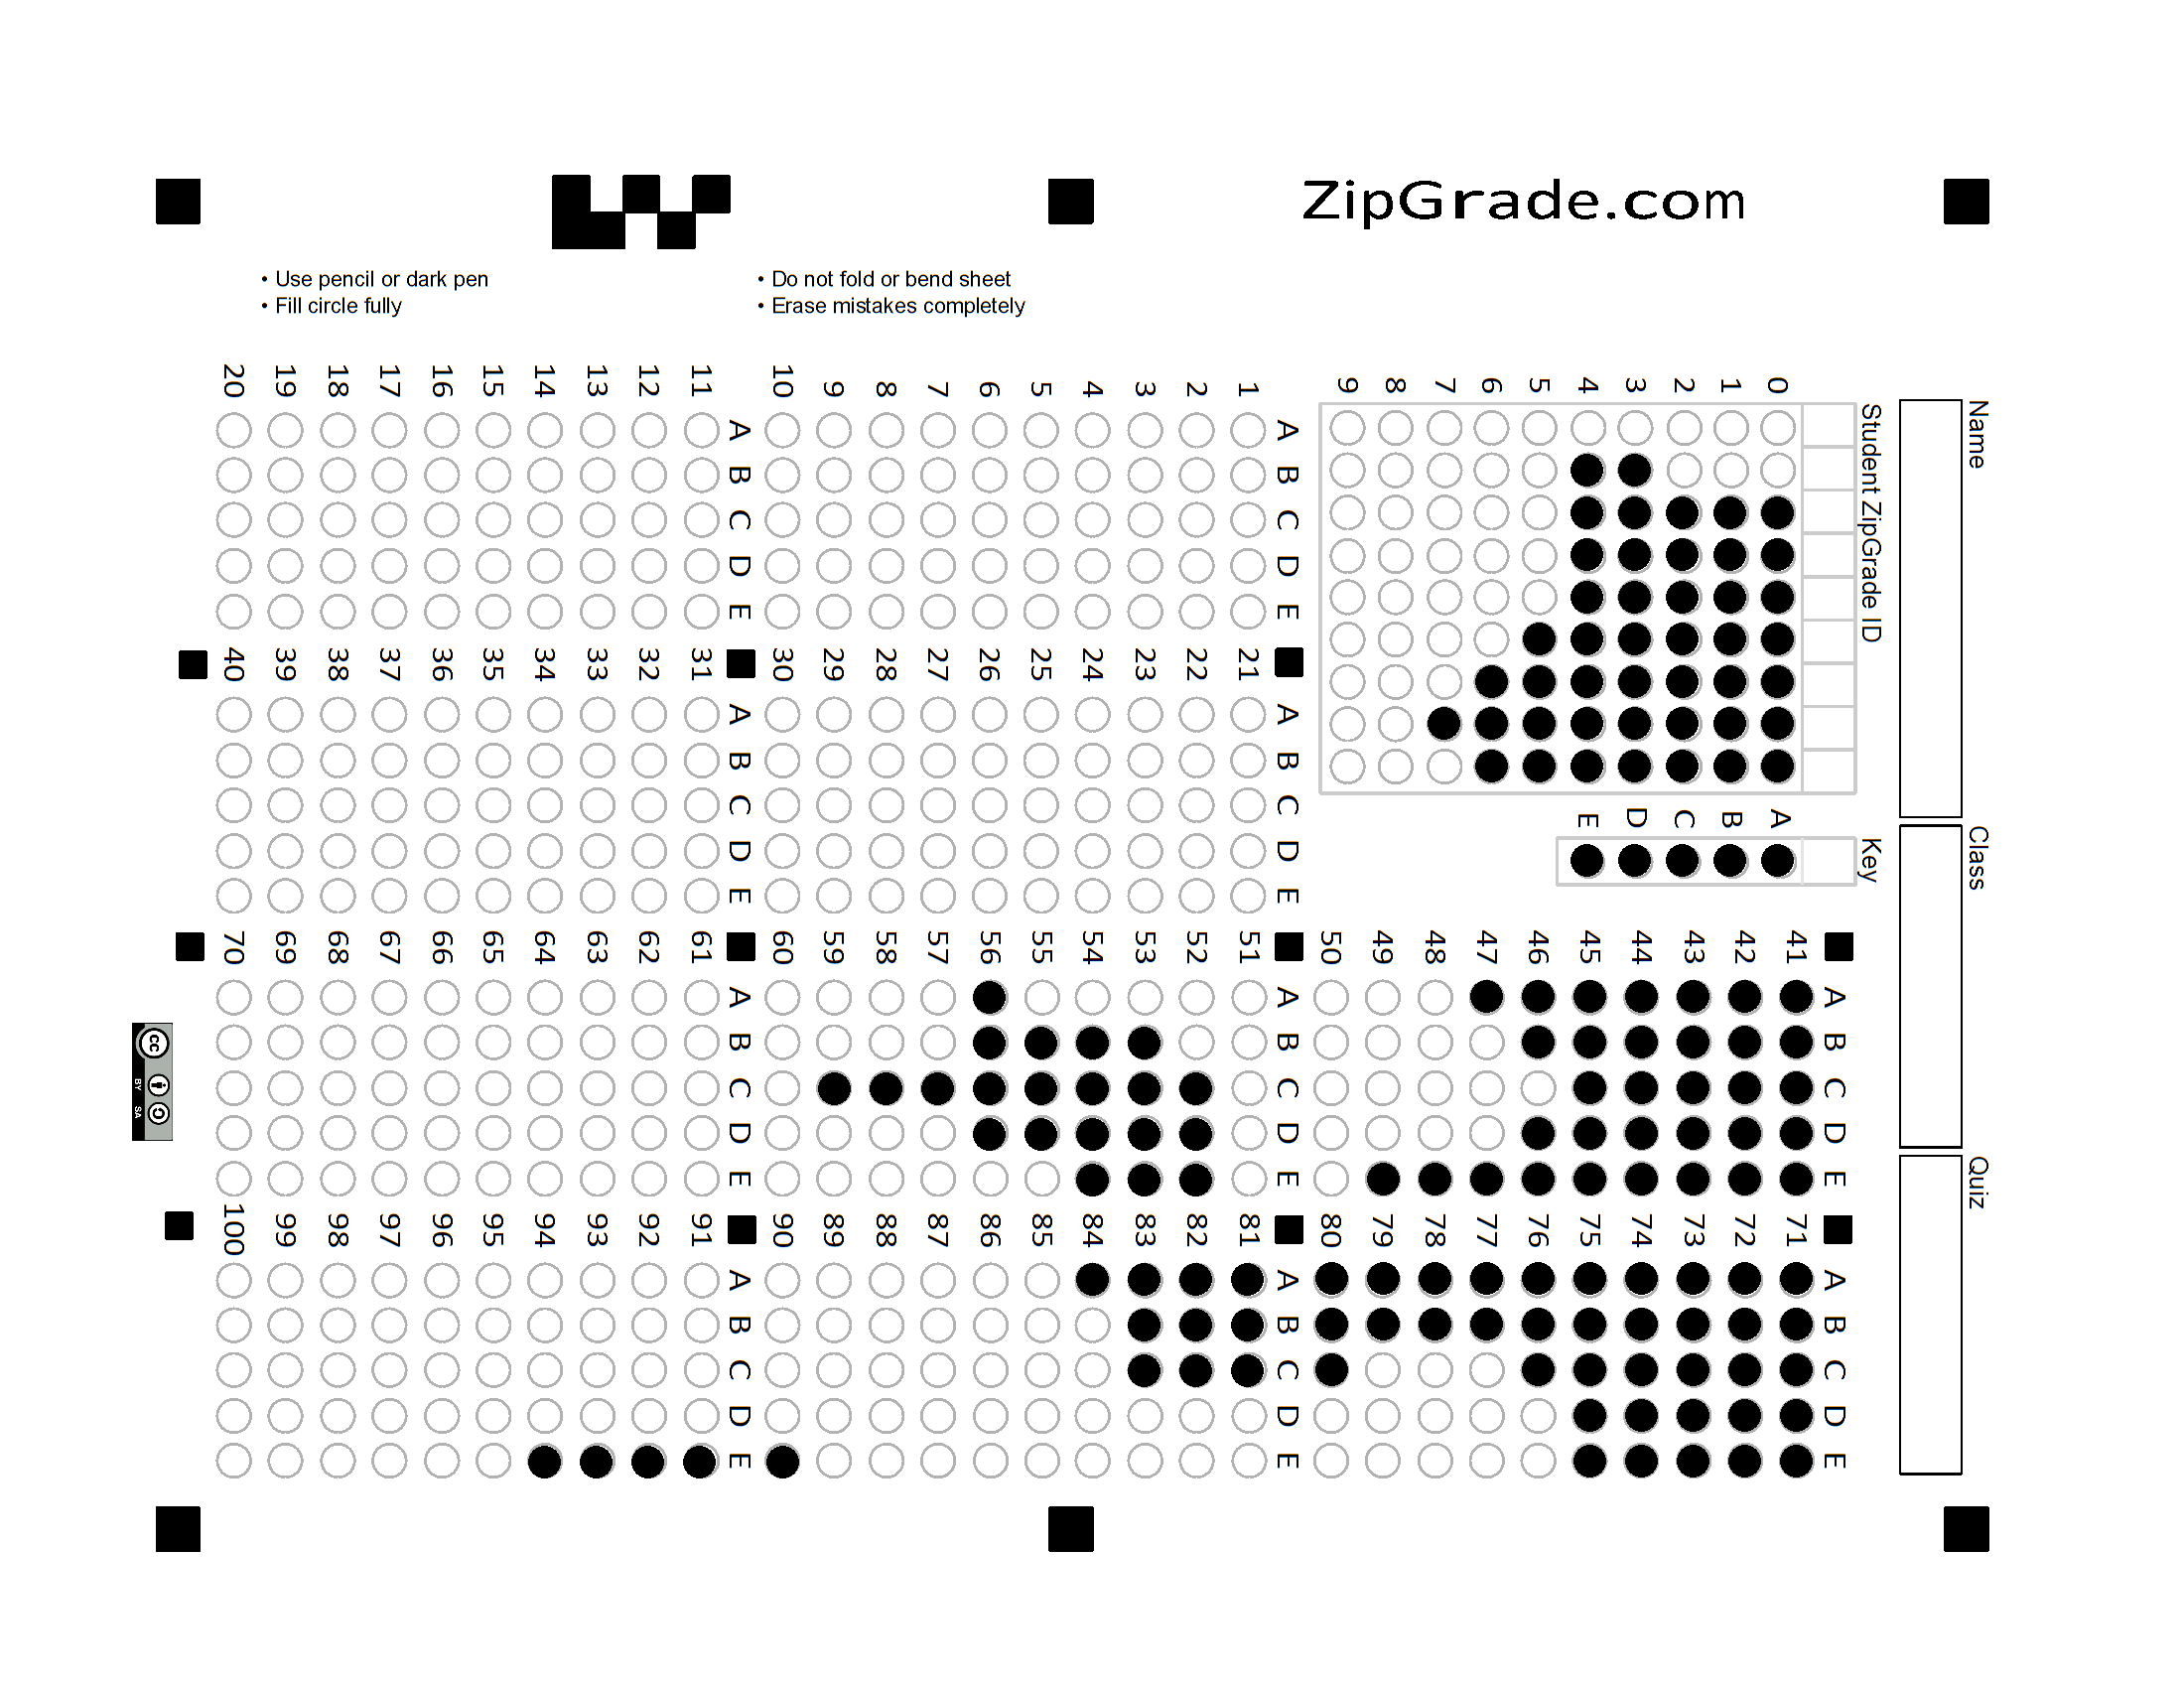 ZipGrade.com
• Use pencil or dark pen
• Fill circle fully
• Do not fold or bend sheet
• Erase mistakes completely
Name
Class
Quiz
Student ZipGrade ID
0 1 2 3 4 5 6 7 8 9
Key
A B C D E
A B C D E
1 2 3 4 5 6 7 8 9 10
A B C D E
11 12 13 14 15 16 17 18 19 20
A B C D E
21 22 23 24 25 26 27 28 29 30
A B C D E
31 32 33 34 35 36 37 38 39 40
A B C D E
41 42 43 44 45 46 47 48 49 50
A B C D E
51 52 53 54 55 56 57 58 59 60
A B C D E
61 62 63 64 65 66 67 68 69 70
A B C D E
71 72 73 74 75 76 77 78 79 80
A B C D E
81 82 83 84 85 86 87 88 89 90
A B C D E
91 92 93 94 95 96 97 98 99 100
A B C D E
cc
BY SA